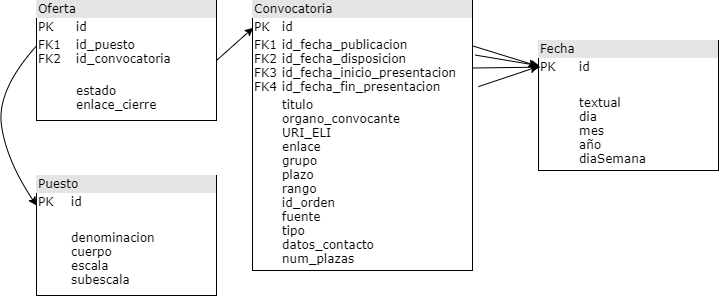 Oferta
PK id
FK1 id_puesto
FK2 id_convocatoria
estado
enlace_cierre
Convocatoria
PK id
FK1 id_fecha_publicacion
FK2 id_fecha_disposicion
FK3 id_fecha_inicio_presentacion
FK4 id_fecha_fin_presentacion
titulo
organo_convocante
URI_ELI
enlace
grupo
plazo
rango
id_orden
fuente
tipo
datos_contacto
num_plazas
Fecha
PK id
textual
dia
mes
año
diaSemana
Puesto
PK id
denominacion
cuerpo
escala
subescala